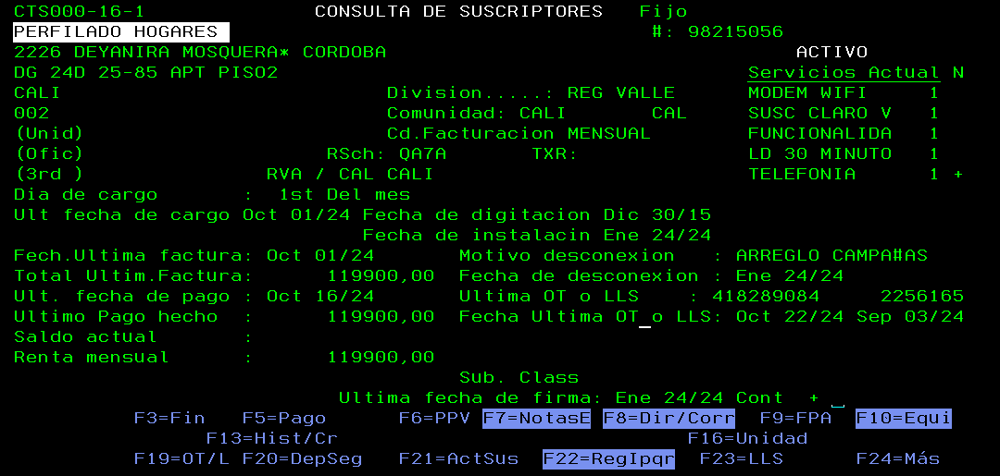 CTS000-16-1 CONSULTA DE SUSCRIPTORES Fijo
PERFILADO HOGARES #: 98215056
2226 DEYANIRA MOSQUERA* CORDOBA ACTIVO
DG 24D 25-85 APT PISO2 Servicios Actual N
CALI Division.....: REG VALLE MODEM WIFI 1
002 Comunidad: CALI CAL SUSC CLARO V 1
(Unid) Cd.Facturacion MENSUAL FUNCIONALIDA 1
(Ofic) RSch: QA7A TXR: LD 30 MINUTO 1
(3rd ) RVA / CAL CALI TELEFONIA 1 +
Dia de cargo : 1st Del mes
Ult fecha de cargo Oct 01/24 Fecha de digitacion Dic 30/15
Fecha de instalacin Ene 24/24
Fech.Ultima factura: Oct 01/24 Motivo desconexion : ARREGLO CAMPA#AS
Total Ultim.Factura: 119900,00 Fecha de desconexion : Ene 24/24
Ult. fecha de pago : Oct 16/24 Ultima OT o LLS : 418289084 2256165
Ultimo Pago hecho : 119900,00 Fecha Ultima OT_o LLS: Oct 22/24 Sep 03/24
Saldo actual :
Renta mensual : 119900,00
Sub. Class
Ultima fecha de firma: Ene 24/24 Cont + _
F3=Fin F5=Pago F6=PPV F7=NotasE F8=Dir/Corr F9=FPA F10=Equi
F13=Hist/Cr F16=Unidad
F19=OT/L F20=DepSeg F21=ActSus F22=RegIpqr F23=LLS F24=Más